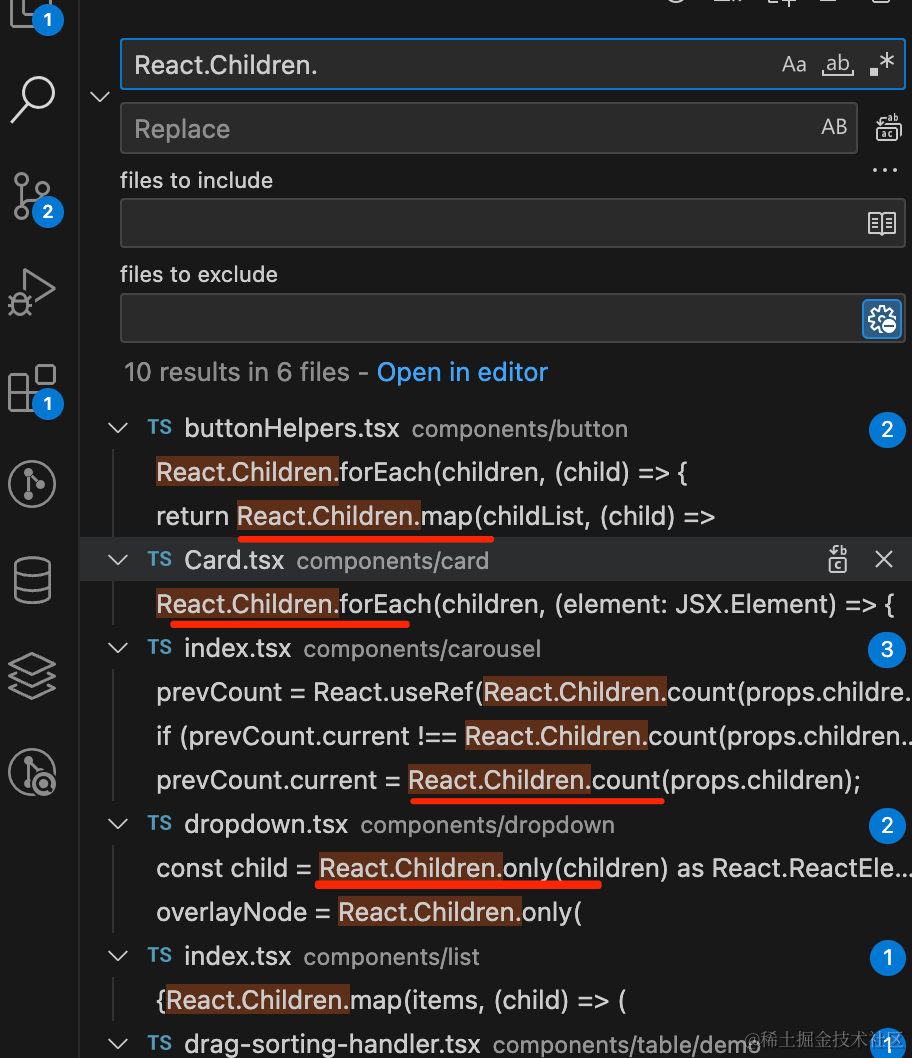 1
React.Children.
Aa ab .*
Replace
AB
ab
ac
...
2
files to include
files to exclude
10 results in 6 files - Open in editor
1
TS buttonHelpers.tsx components/button 2
React.Children.forEach(children, (child) => {
return React.Children.map(childList, (child) =>
TS Card.tsx components/card
React.Children.forEach(children, (element: JSX.Element) => {
TS index.tsx components/carousel 3
prevCount = React.useRef(React.Children.count(props.childre...
if (prevCount.current !== React.Children.count(props.children...
prevCount.current = React.Children.count(props.children);
TS dropdown.tsx components/dropdown 2
const child = React.Children.only(children) as React.ReactEle...
overlayNode = React.Children.only(
TS index.tsx components/list 1
{React.Children.map(items, (child) => (
TS drag-sorting-handler.tsx components/table/demo 1
@稀土掘金技术社区